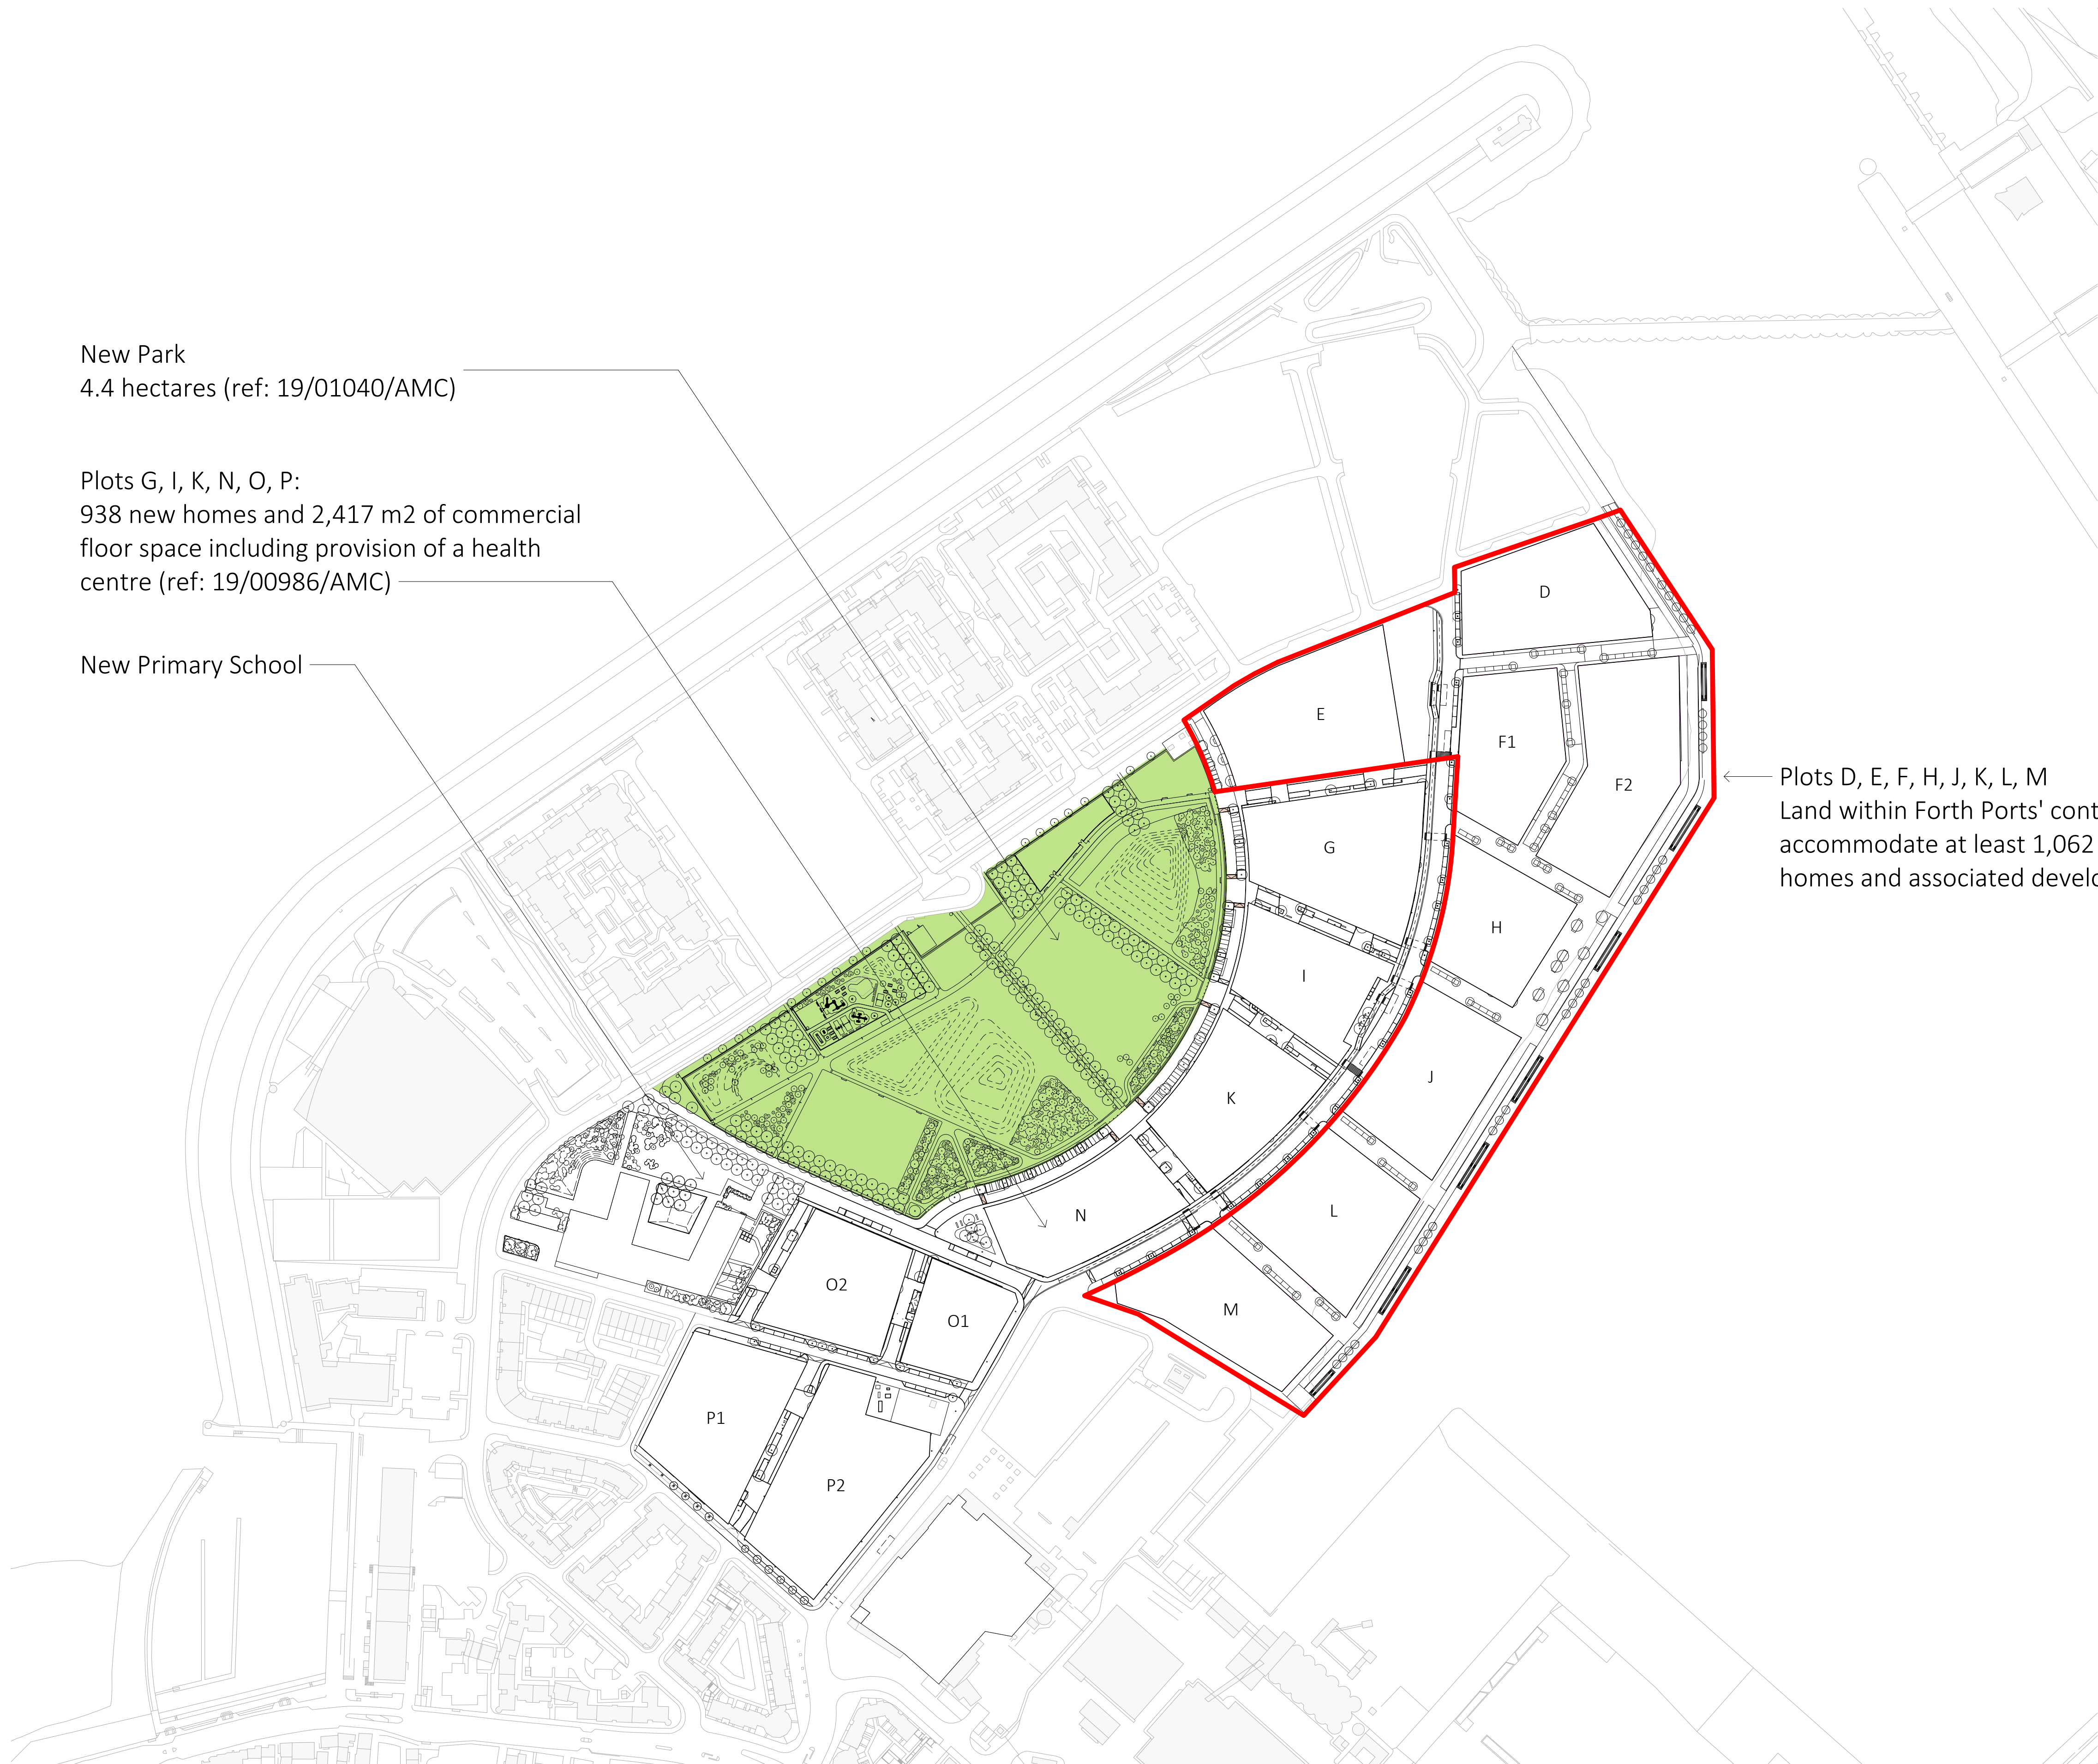 New Park
4.4 hectares (ref: 19/01040/AMC)
Plots G, I, K, N, O, P:
938 new homes and 2,417 m2 of commercial
floor space including provision of a health
centre (ref: 19/00986/AMC)
New Primary School
D
E
F1
F2
Plots D, E, F, H, J, K, L, M
Land within Forth Ports'
accommodate at least 1,062
homes and associated
G
H
I
J
K
L
N
M
O2
O1
P1
P2